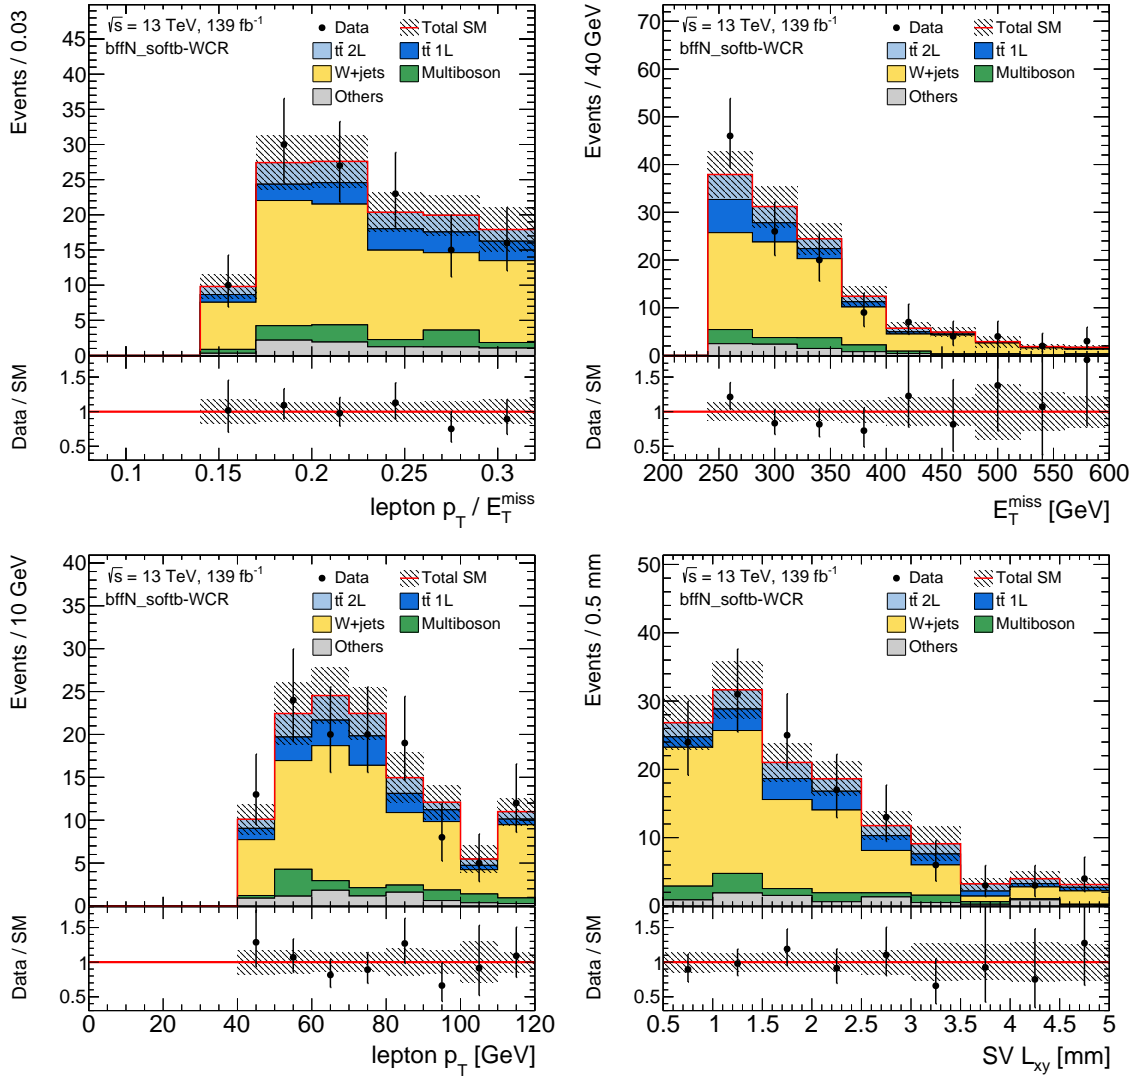 √s = 13 TeV, 139 fb⁻¹
bffN_softb-WCR
Data
Total SM
tt̄ 2L
tt̄ 1L
W+jets
Multiboson
Others
Events / 0.03
45
40
35
30
25
20
15
10
5
0
Data / SM
1.5
1
0.5
0.1 0.15 0.2 0.25 0.3
lepton p_T / E_T^miss
√s = 13 TeV, 139 fb⁻¹
bffN_softb-WCR
Data
Total SM
tt̄ 2L
tt̄ 1L
W+jets
Multiboson
Others
Events / 40 GeV
70
60
50
40
30
20
10
0
Data / SM
1.5
1
0.5
200 250 300 350 400 450 500 550 600
E_T^miss [GeV]
√s = 13 TeV, 139 fb⁻¹
bffN_softb-WCR
Data
Total SM
tt̄ 2L
tt̄ 1L
W+jets
Multiboson
Others
Events / 10 GeV
40
35
30
25
20
15
10
5
0
Data / SM
1.5
1
0.5
0 20 40 60 80 100 120
lepton p_T [GeV]
√s = 13 TeV, 139 fb⁻¹
bffN_softb-WCR
Data
Total SM
tt̄ 2L
tt̄ 1L
W+jets
Multiboson
Others
Events / 0.5 mm
50
40
30
20
10
0
Data / SM
1.5
1
0.5
0.5 1 1.5 2 2.5 3 3.5 4 4.5 5
SV L_xy [mm]